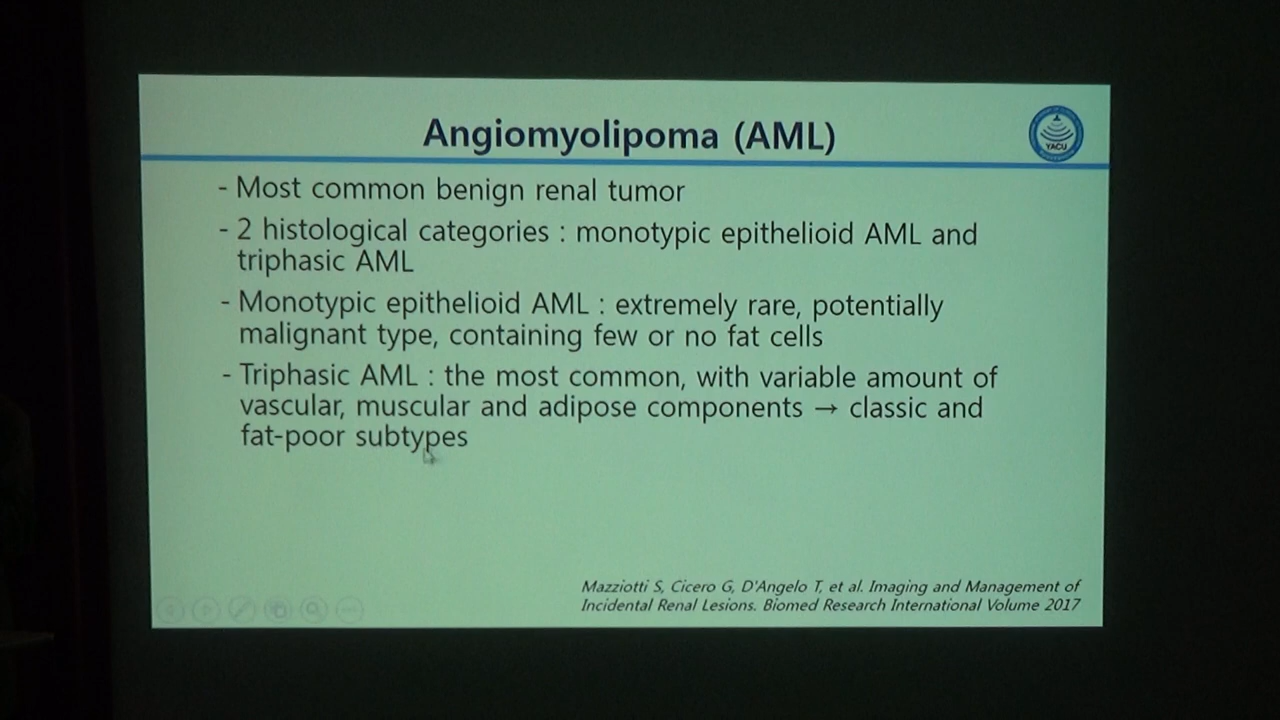 Angiomyolipoma (AML)
YACU
- Most common benign renal tumor
- 2 histological categories : monotypic epithelioid AML and
triphasic AML
- Monotypic epithelioid AML : extremely rare, potentially
malignant type, containing few or no fat cells
- Triphasic AML : the most common, with variable amount of
vascular, muscular and adipose components → classic and
fat-poor subtypes
Mazziotti S, Cicero G, D'Angelo T, et al. Imaging and Management of
Incidental Renal Lesions. Biomed Research International Volume 2017